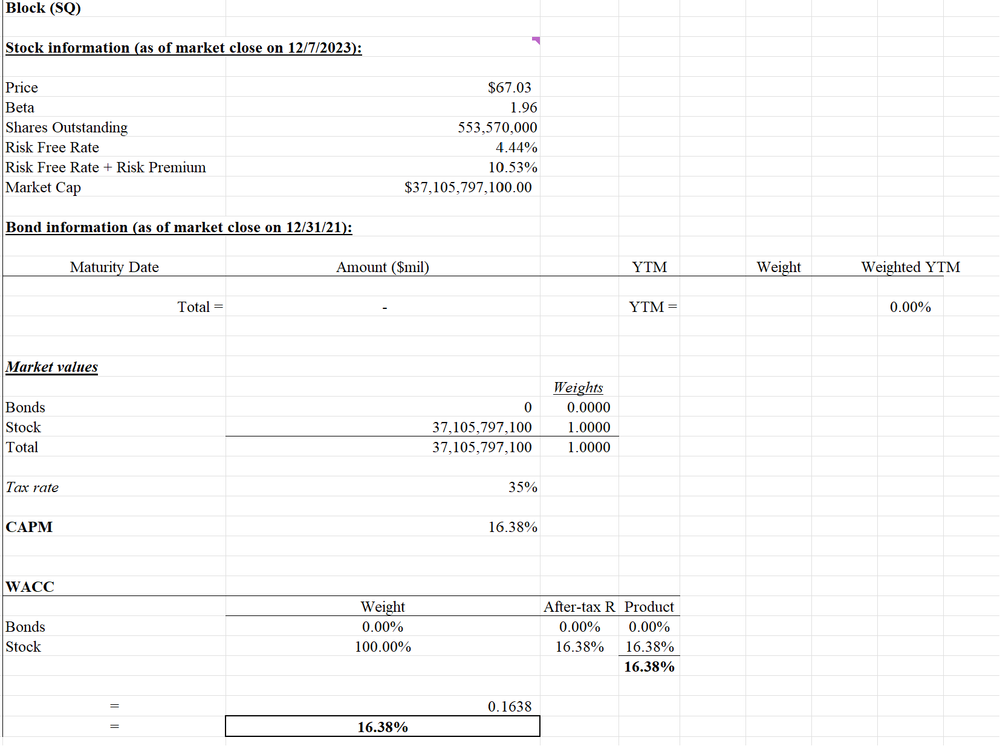 Block (SQ)
Stock information (as of market close on 12/7/2023):
Price $67.03
Beta 1.96
Shares Outstanding 553,570,000
Risk Free Rate 4.44%
Risk Free Rate + Risk Premium 10.53%
Market Cap $37,105,797,100.00
Bond information (as of market close on 12/31/21):
Maturity Date Amount ($mil) YTM Weight Weighted YTM
Total = - YTM = 0.00%
Market values
Weights
Bonds 0 0.0000
Stock 37,105,797,100 1.0000
Total 37,105,797,100 1.0000
Tax rate 35%
CAPM 16.38%
WACC
Weight After-tax R Product
Bonds 0.00% 0.00% 0.00%
Stock 100.00% 16.38% 16.38%
16.38%
= 0.1638
= 16.38%